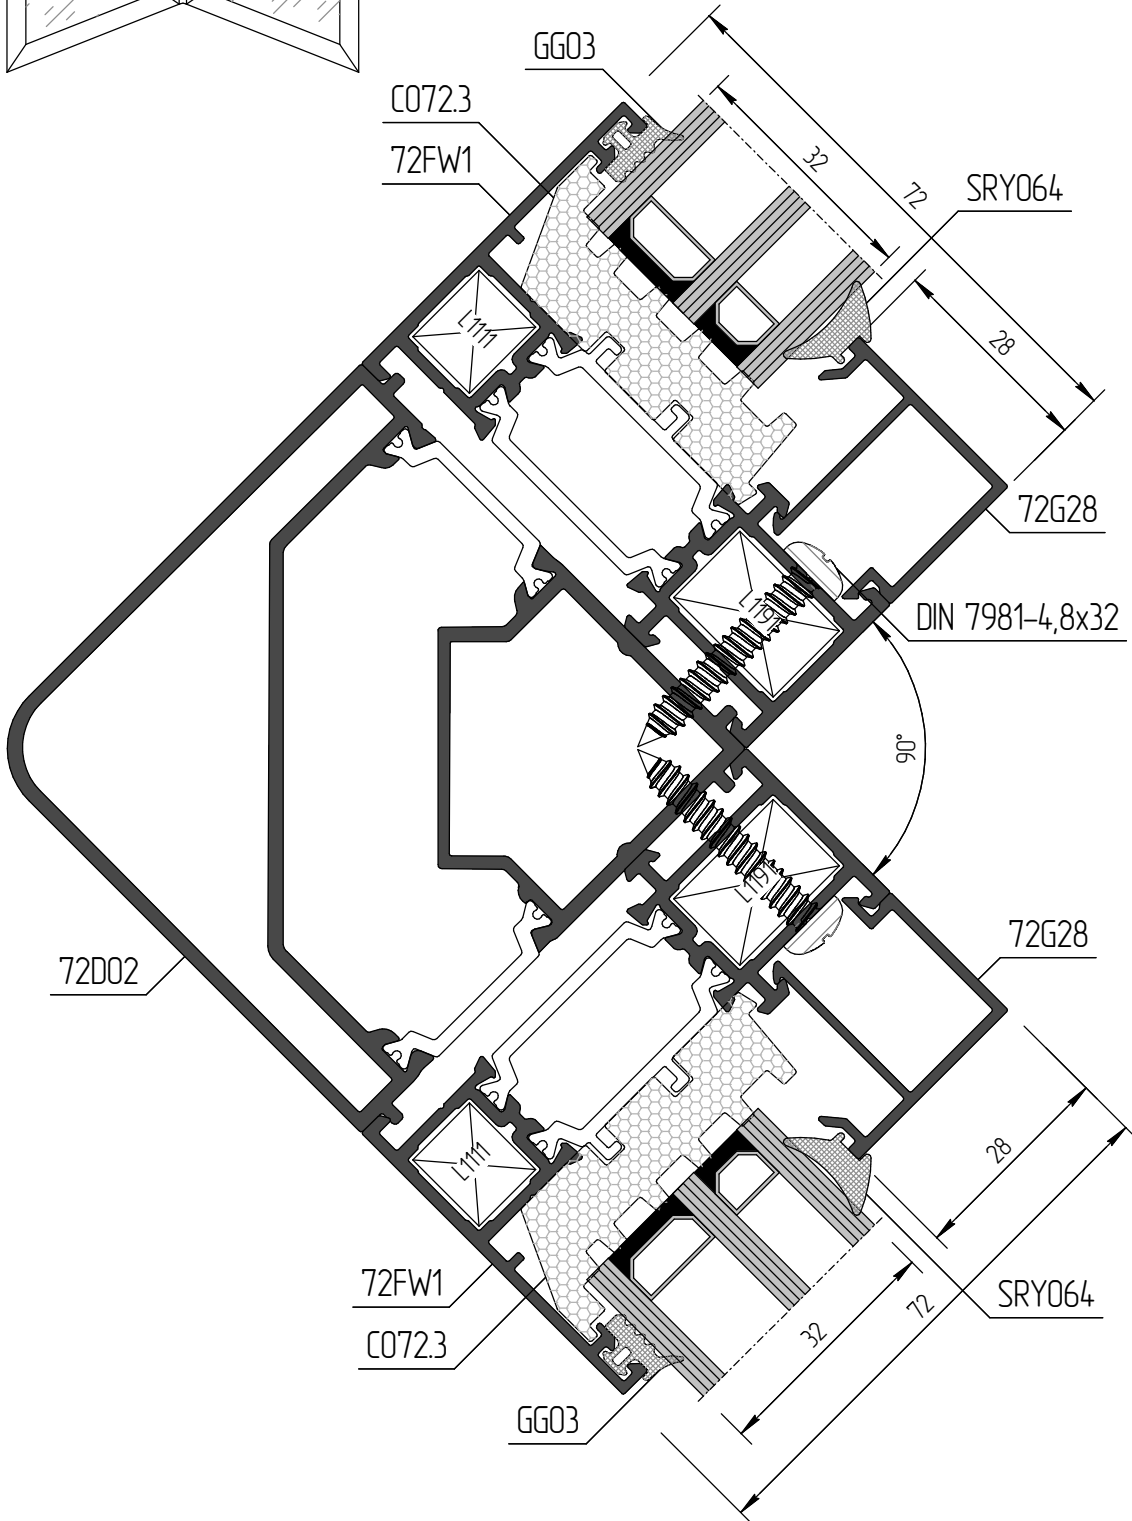 GG03
C072.3
72FW1
32
72
SRY064
L1111
28
72G28
L1191
DIN 7981-4,8x32
90°
L1191
72G28
72D02
L1111
28
72FW1
SRY064
72
32
C072.3
GG03